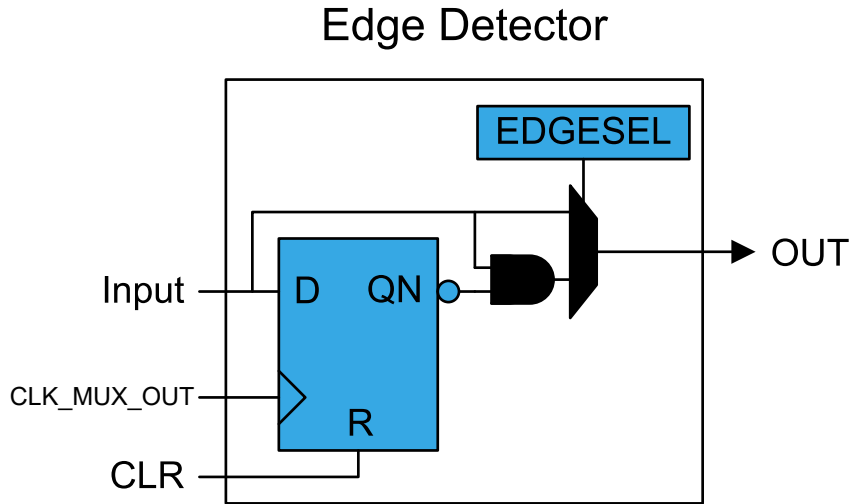 Edge Detector
EDGESEL
OUT
Input
D
QN
CLK_MUX_OUT
R
CLR